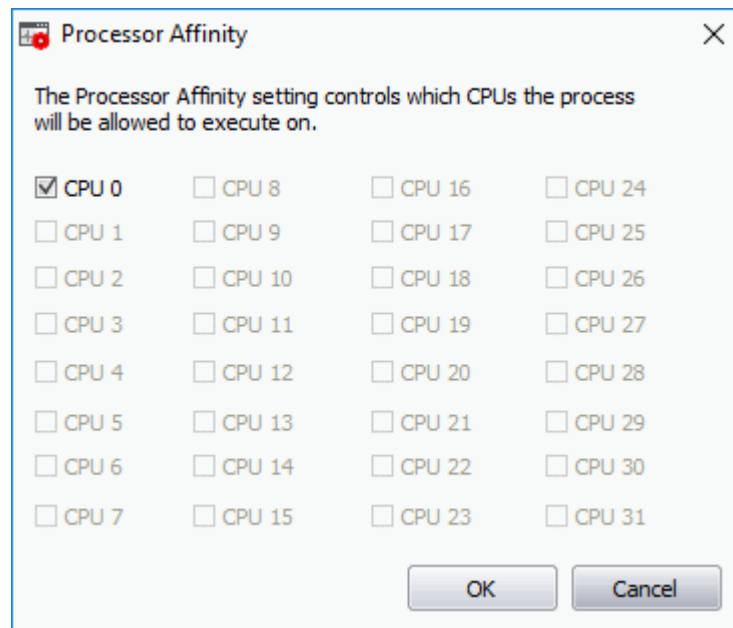 Processor Affinity
The Processor Affinity setting controls which CPUs the process
will be allowed to execute on.
CPU 0 CPU 8 CPU 16 CPU 24
CPU 1 CPU 9 CPU 17 CPU 25
CPU 2 CPU 10 CPU 18 CPU 26
CPU 3 CPU 11 CPU 19 CPU 27
CPU 4 CPU 12 CPU 20 CPU 28
CPU 5 CPU 13 CPU 21 CPU 29
CPU 6 CPU 14 CPU 22 CPU 30
CPU 7 CPU 15 CPU 23 CPU 31
OK Cancel